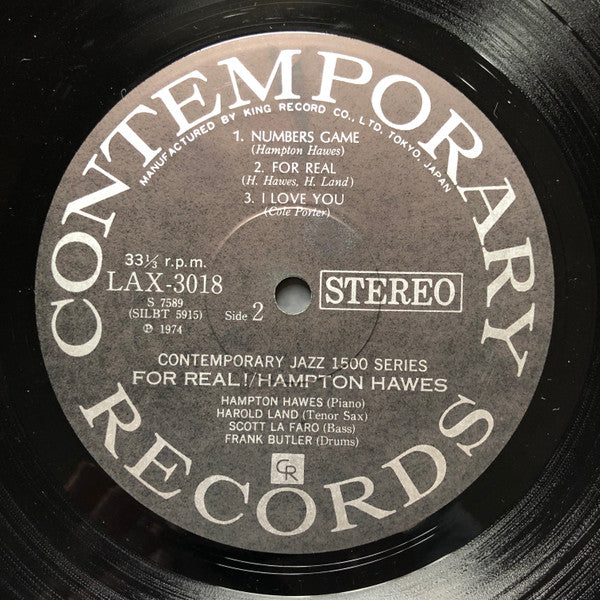 CONTEMPORARY
MANUFACTURED BY KING RECORD CO., LTD, TOKYO, JAPAN
1. NUMBERS GAME
(Hampton Hawes)
2. FOR REAL
(H. Hawes, H. Land)
3. I LOVE YOU
(Cole Porter)
33⅓ r.p.m.
LAX-3018
S 7589
(SILBT 5915)
Ⓟ 1974
Side 2
STEREO
CONTEMPORARY JAZZ 1500 SERIES
FOR REAL!/HAMPTON HAWES
HAMPTON HAWES (Piano)
HAROLD LAND (Tenor Sax)
SCOTT LA FARO (Bass)
FRANK BUTLER (Drums)
CR
RECORDS